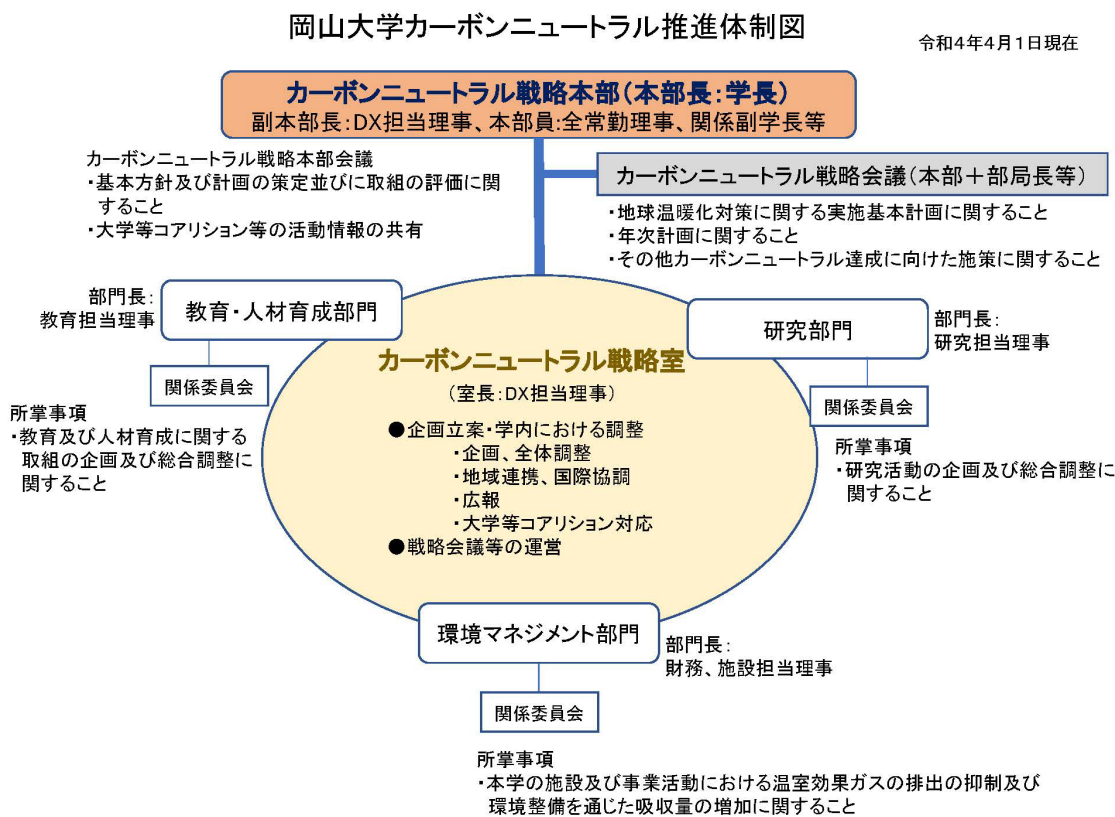 岡山大学カーボンニュートラル推進体制図
令和4年4月1日現在
カーボンニュートラル戦略本部(本部長:学長)
副本部長:DX担当理事、本部員:全常勤理事、関係副学長等
カーボンニュートラル戦略本部会議
・基本方針及び計画の策定並びに取組の評価に関
すること
・大学等コアリション等の活動情報の共有
カーボンニュートラル戦略会議(本部+部局長等)
・地球温暖化対策に関する実施基本計画に関すること
・年次計画に関すること
・その他カーボンニュートラル達成に向けた施策に関すること
部門長:
教育担当理事
教育・人材育成部門
関係委員会
所掌事項
・教育及び人材育成に関する
取組の企画及び総合調整に
関すること
研究部門
部門長:
研究担当理事
関係委員会
所掌事項
・研究活動の企画及び総合調整に
関すること
カーボンニュートラル戦略室
(室長:DX担当理事)
●企画立案・学内における調整
・企画、全体調整
・地域連携、国際協調
・広報
・大学等コアリション対応
●戦略会議等の運営
環境マネジメント部門
部門長:
財務、施設担当理事
関係委員会
所掌事項
・本学の施設及び事業活動における温室効果ガスの排出の抑制及び
環境整備を通じた吸収量の増加に関すること